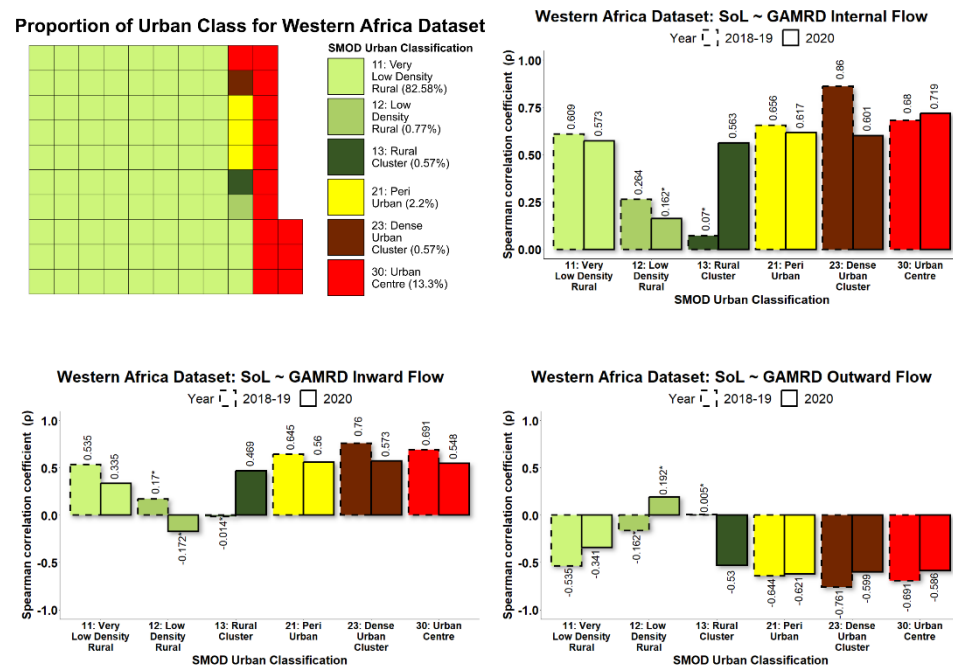 Proportion of Urban Class for Western Africa Dataset
SMOD Urban Classification
11: Very
Low Density
Rural (82.58%)
12: Low
Density
Rural (0.77%)
13: Rural
Cluster (0.57%)
21: Peri
Urban (2.2%)
23: Dense
Urban
Cluster (0.57%)
30: Urban
Centre (13.3%)
Western Africa Dataset: SoL ~ GAMRD Internal Flow
Year 2018-19 2020
Spearman correlation coefficient (ρ)
0.00
0.25
0.50
0.75
0.609
0.573
0.264
0.162*
0.07*
0.563
0.656
0.617
0.86
0.601
0.68
0.719
11: Very
Low Density
Rural
12: Low
Density
Rural
13: Rural
Cluster
21: Peri
Urban
23: Dense
Urban
Cluster
30: Urban
Centre
SMOD Urban Classification
Western Africa Dataset: SoL ~ GAMRD Inward Flow
Year 2018-19 2020
Spearman correlation coefficient (ρ)
1.0
0.5
0.0
-0.5
-1.0
0.535
0.335
0.17*
-0.172*
-0.014*
0.469
0.645
0.56
0.76
0.573
0.691
0.548
11: Very
Low Density
Rural
12: Low
Density
Rural
13: Rural
Cluster
21: Peri
Urban
23: Dense
Urban
Cluster
30: Urban
Centre
SMOD Urban Classification
Western Africa Dataset: SoL ~ GAMRD Outward Flow
Year 2018-19 2020
Spearman correlation coefficient (ρ)
1.0
0.5
0.0
-0.5
-1.0
-0.535
-0.341
-0.162*
0.192*
0.005*
-0.53
-0.644
-0.621
-0.761
-0.599
-0.691
-0.586
11: Very
Low Density
Rural
12: Low
Density
Rural
13: Rural
Cluster
21: Peri
Urban
23: Dense
Urban
Cluster
30: Urban
Centre
SMOD Urban Classification